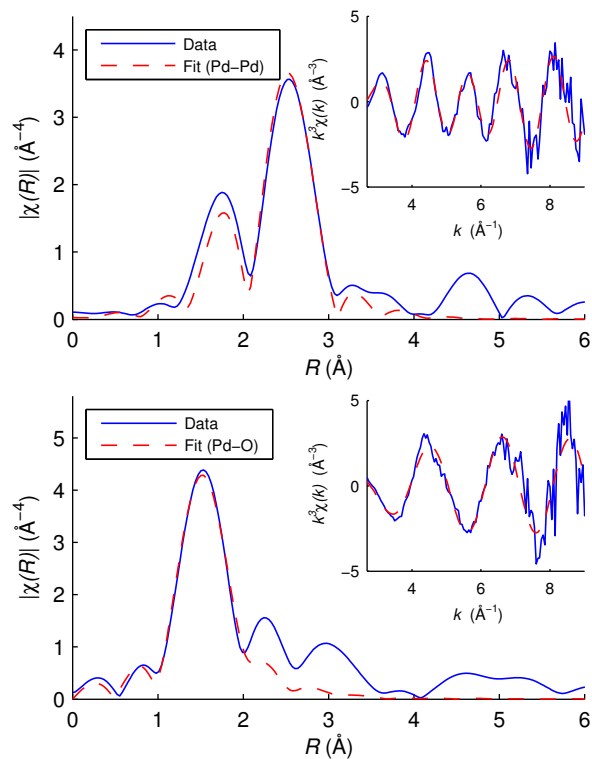 Data
Fit (Pd–Pd)
|χ(R)| (Å⁻⁴)
4
3
2
1
0
0 1 2 3 4 5 6
R (Å)
k³χ(k) (Å⁻³)
5
0
−5
4 6 8
k (Å⁻¹)
Data
Fit (Pd–O)
|χ(R)| (Å⁻⁴)
5
4
3
2
1
0
0 1 2 3 4 5 6
R (Å)
k³χ(k) (Å⁻³)
5
0
−5
4 6 8
k (Å⁻¹)